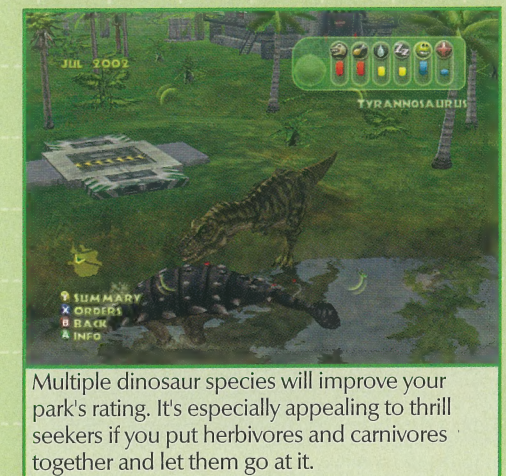 JUL 2002
TYRANNOSAURUS
Y SUMMARY
X ORDERS
B BACK
A INFO
Multiple dinosaur species will improve your
park's rating. It's especially appealing to thrill
seekers if you put herbivores and carnivores
together and let them go at it.